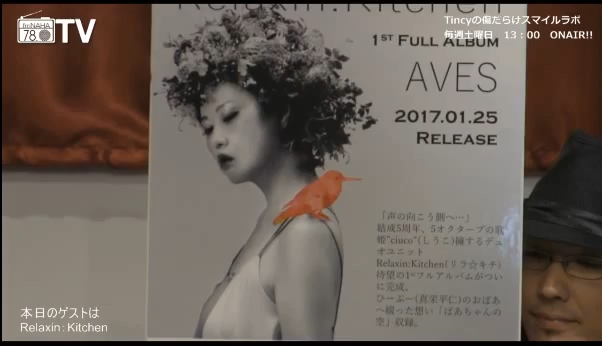 fmNAHA
78.0
TV
Tincyの傷だらけスマイルラボ
毎週土曜日　13：00　ONAIR!!
Relaxin:Kitchen
1ST FULL ALBUM
AVES
2017.01.25
RELEASE
「声の向こう側へ…」
結成5周年、5オクターブの歌
姫"ciuco"(しうこ)擁するデュ
オユニット
Relaxin:Kitchen(リラ☆キチ)
待望の1stフルアルバムがつい
に完成。
ひーぷー(真栄平仁)のおばあ
へ綴った想い「ばあちゃんの
空」収録。
本日のゲストは
Relaxin：Kitchen